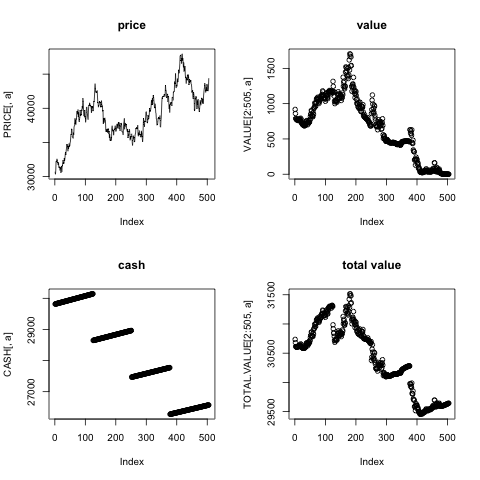 price
PRICE[, a]
30000 40000
0 100 200 300 400 500
Index
value
VALUE[2:505, a]
0 500 1000 1500
0 100 200 300 400 500
Index
cash
CASH[, a]
27000 29000
0 100 200 300 400 500
Index
total value
TOTAL.VALUE[2:505, a]
29500 30500 31500
0 100 200 300 400 500
Index